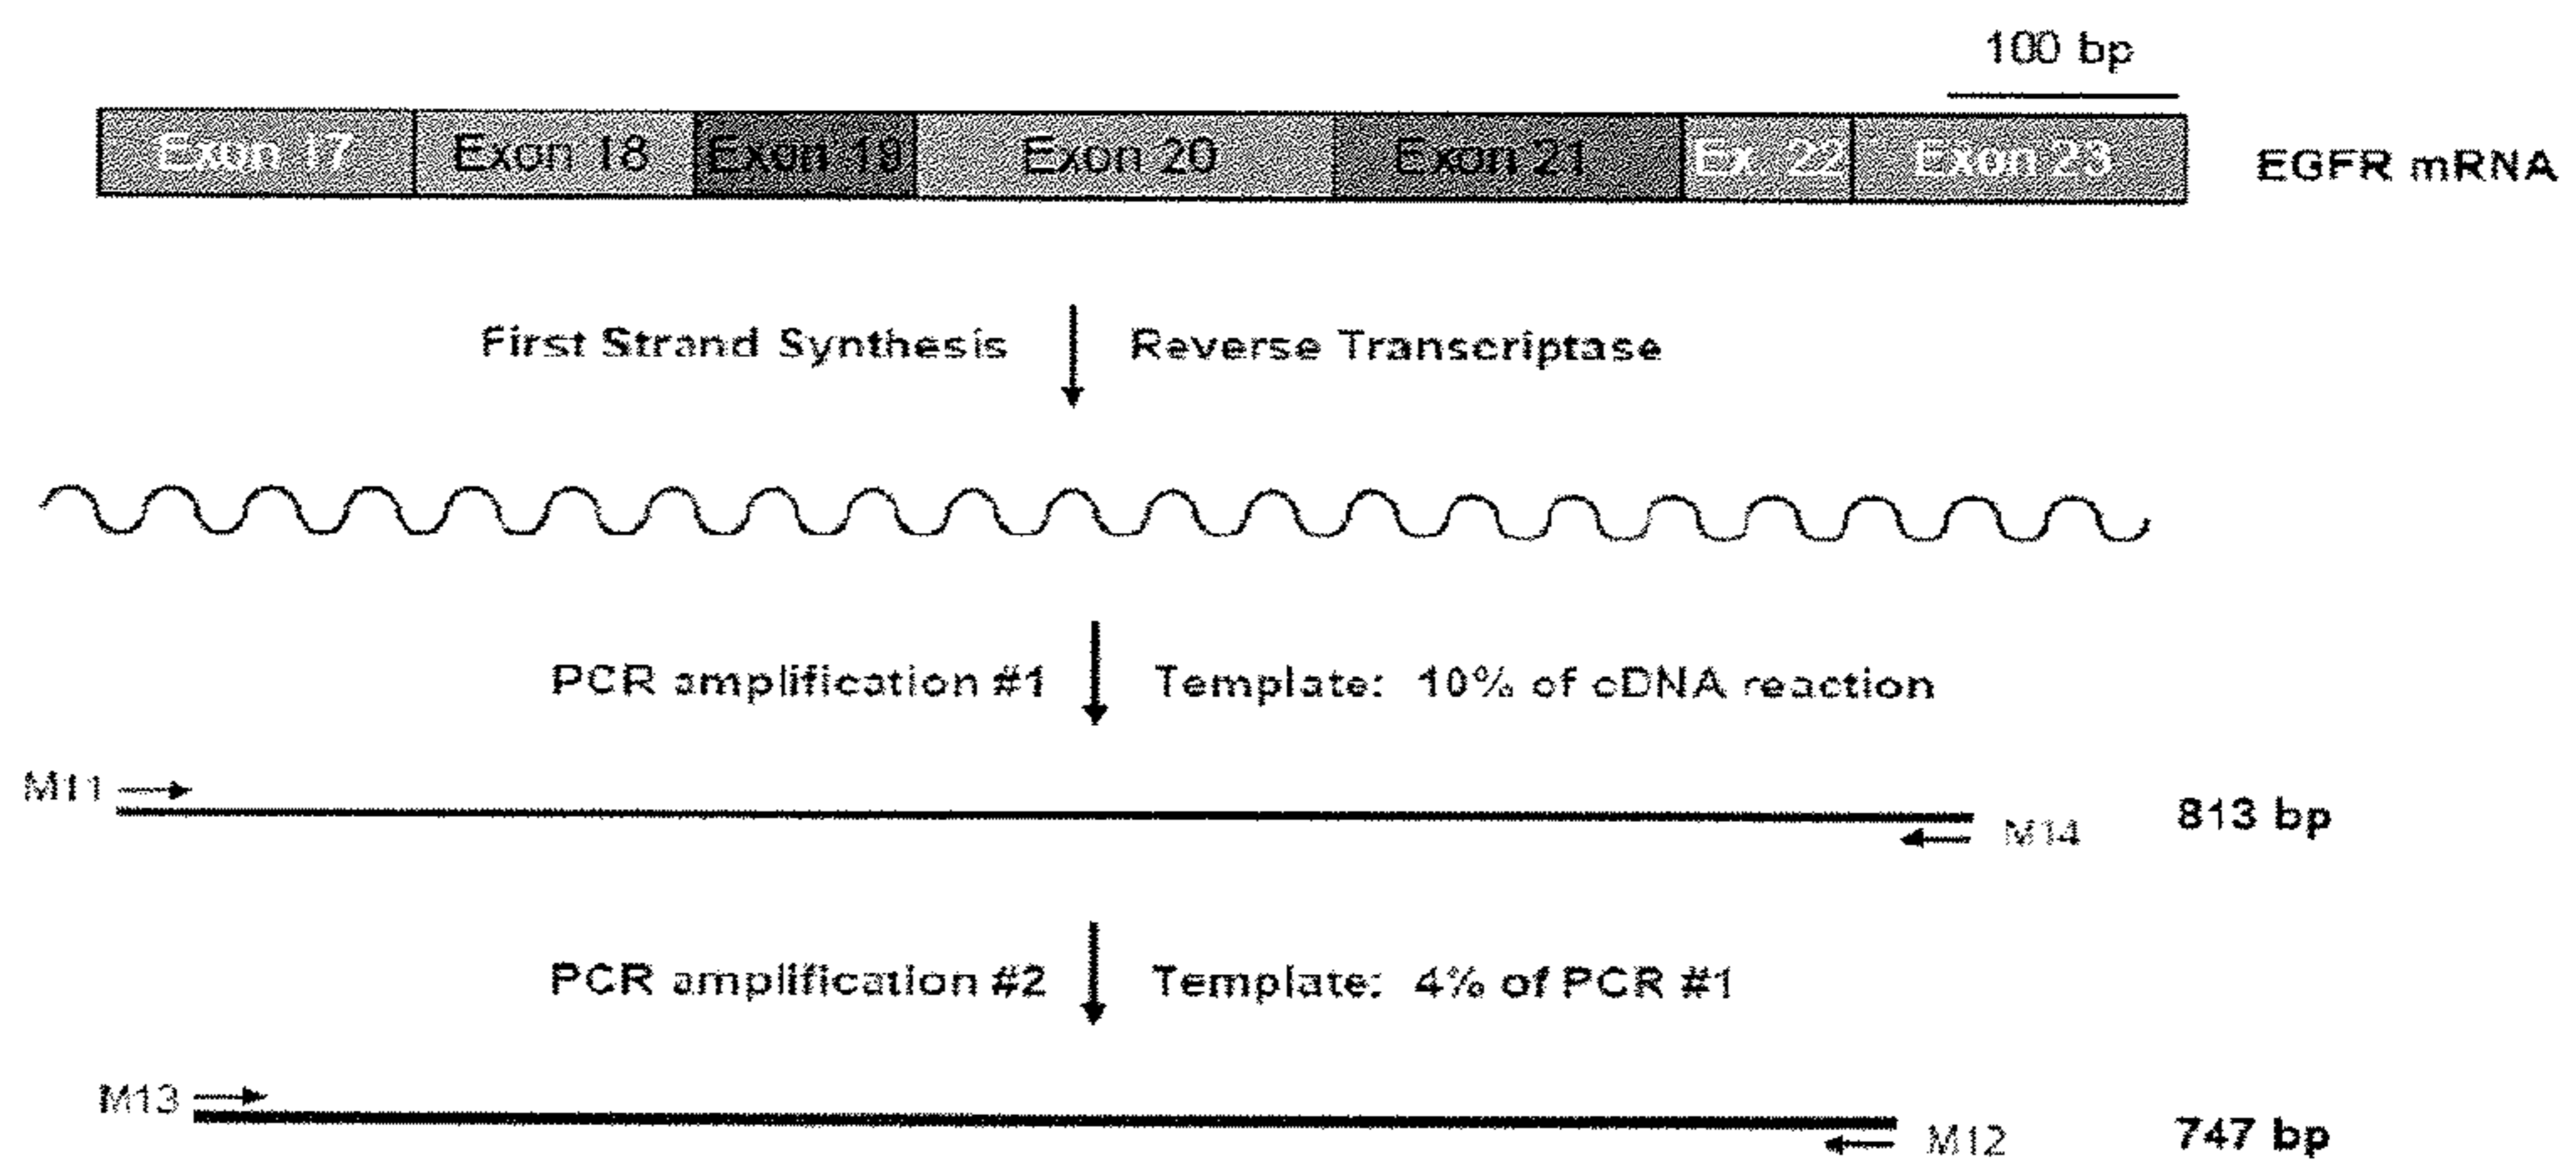 100 bp
Exon 17 Exon 18 Exon 19 Exon 20 Exon 21 Ex. 22 Exon 23 EGFR mRNA
First Strand Synthesis Reverse Transcriptase
PCR amplification #1 Template: 10% of cDNA reaction
M11
M14 813 bp
PCR amplification #2 Template: 4% of PCR #1
M13
M12 747 bp